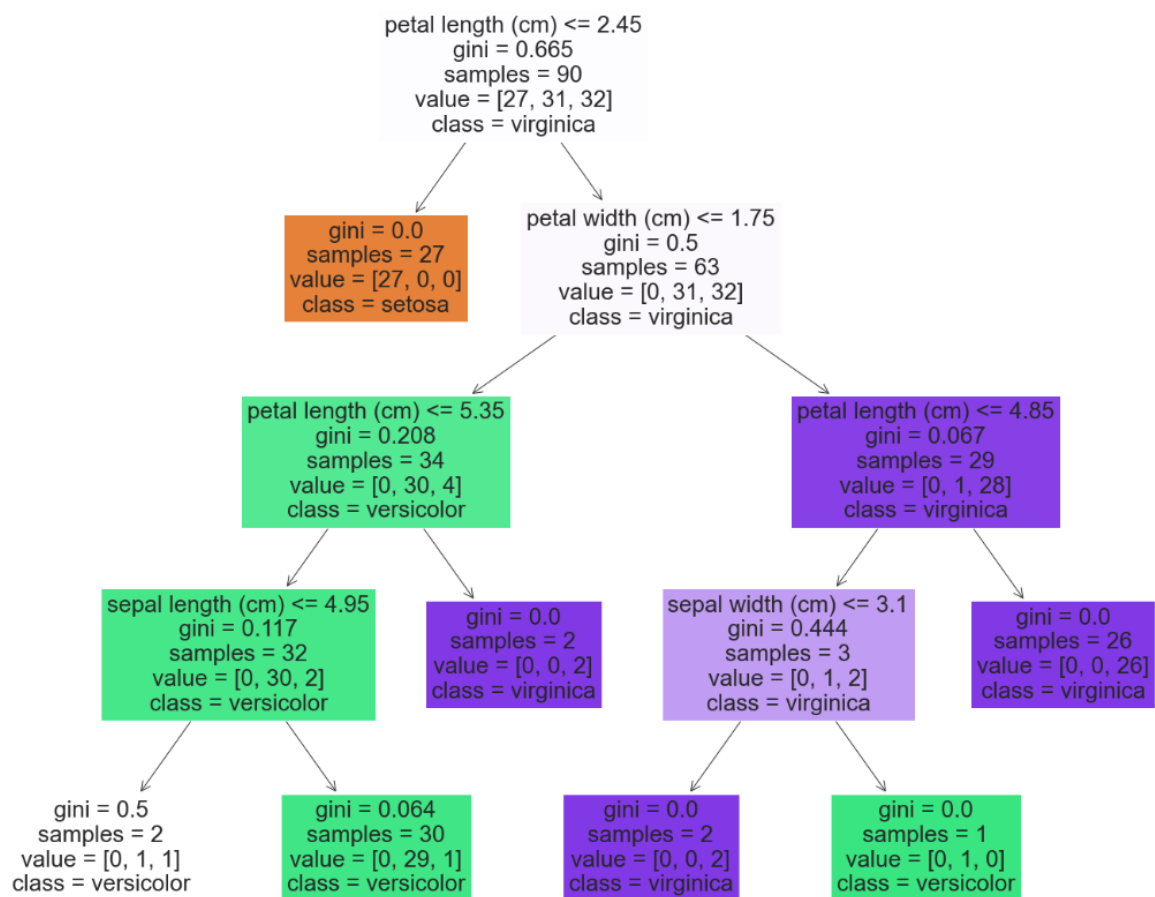 petal length (cm) <= 2.45
gini = 0.665
samples = 90
value = [27, 31, 32]
class = virginica
gini = 0.0
samples = 27
value = [27, 0, 0]
class = setosa
petal width (cm) <= 1.75
gini = 0.5
samples = 63
value = [0, 31, 32]
class = virginica
petal length (cm) <= 5.35
gini = 0.208
samples = 34
value = [0, 30, 4]
class = versicolor
petal length (cm) <= 4.85
gini = 0.067
samples = 29
value = [0, 1, 28]
class = virginica
sepal length (cm) <= 4.95
gini = 0.117
samples = 32
value = [0, 30, 2]
class = versicolor
gini = 0.0
samples = 2
value = [0, 0, 2]
class = virginica
sepal width (cm) <= 3.1
gini = 0.444
samples = 3
value = [0, 1, 2]
class = virginica
gini = 0.0
samples = 26
value = [0, 0, 26]
class = virginica
gini = 0.5
samples = 2
value = [0, 1, 1]
class = versicolor
gini = 0.064
samples = 30
value = [0, 29, 1]
class = versicolor
gini = 0.0
samples = 2
value = [0, 0, 2]
class = virginica
gini = 0.0
samples = 1
value = [0, 1, 0]
class = versicolor